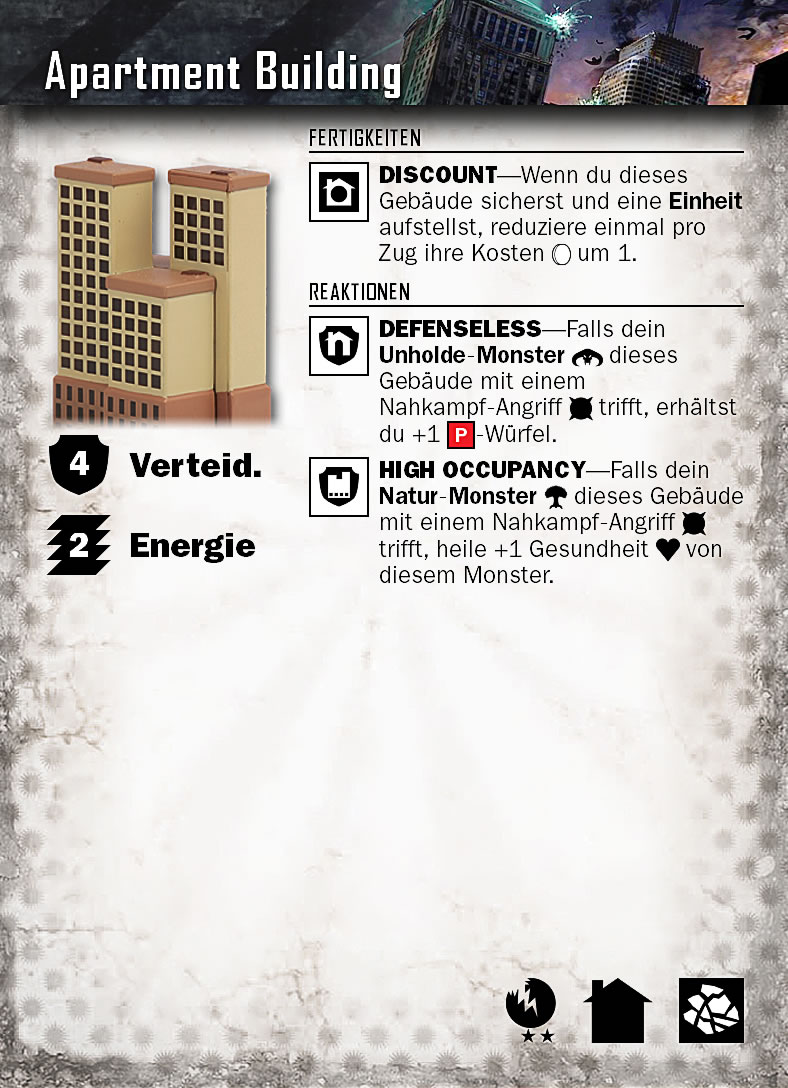 Apartment Building
FERTIGKEITEN
DISCOUNT—Wenn du dieses
Gebäude sicherst und eine Einheit
aufstellst, reduziere einmal pro
Zug ihre Kosten um 1.
REAKTIONEN
DEFENSELESS—Falls dein
Unholde-Monster dieses
Gebäude mit einem
Nahkampf-Angriff trifft, erhältst
du +1 P-Würfel.
HIGH OCCUPANCY—Falls dein
Natur-Monster dieses Gebäude
mit einem Nahkampf-Angriff
trifft, heile +1 Gesundheit von
diesem Monster.
4 Verteid.
2 Energie